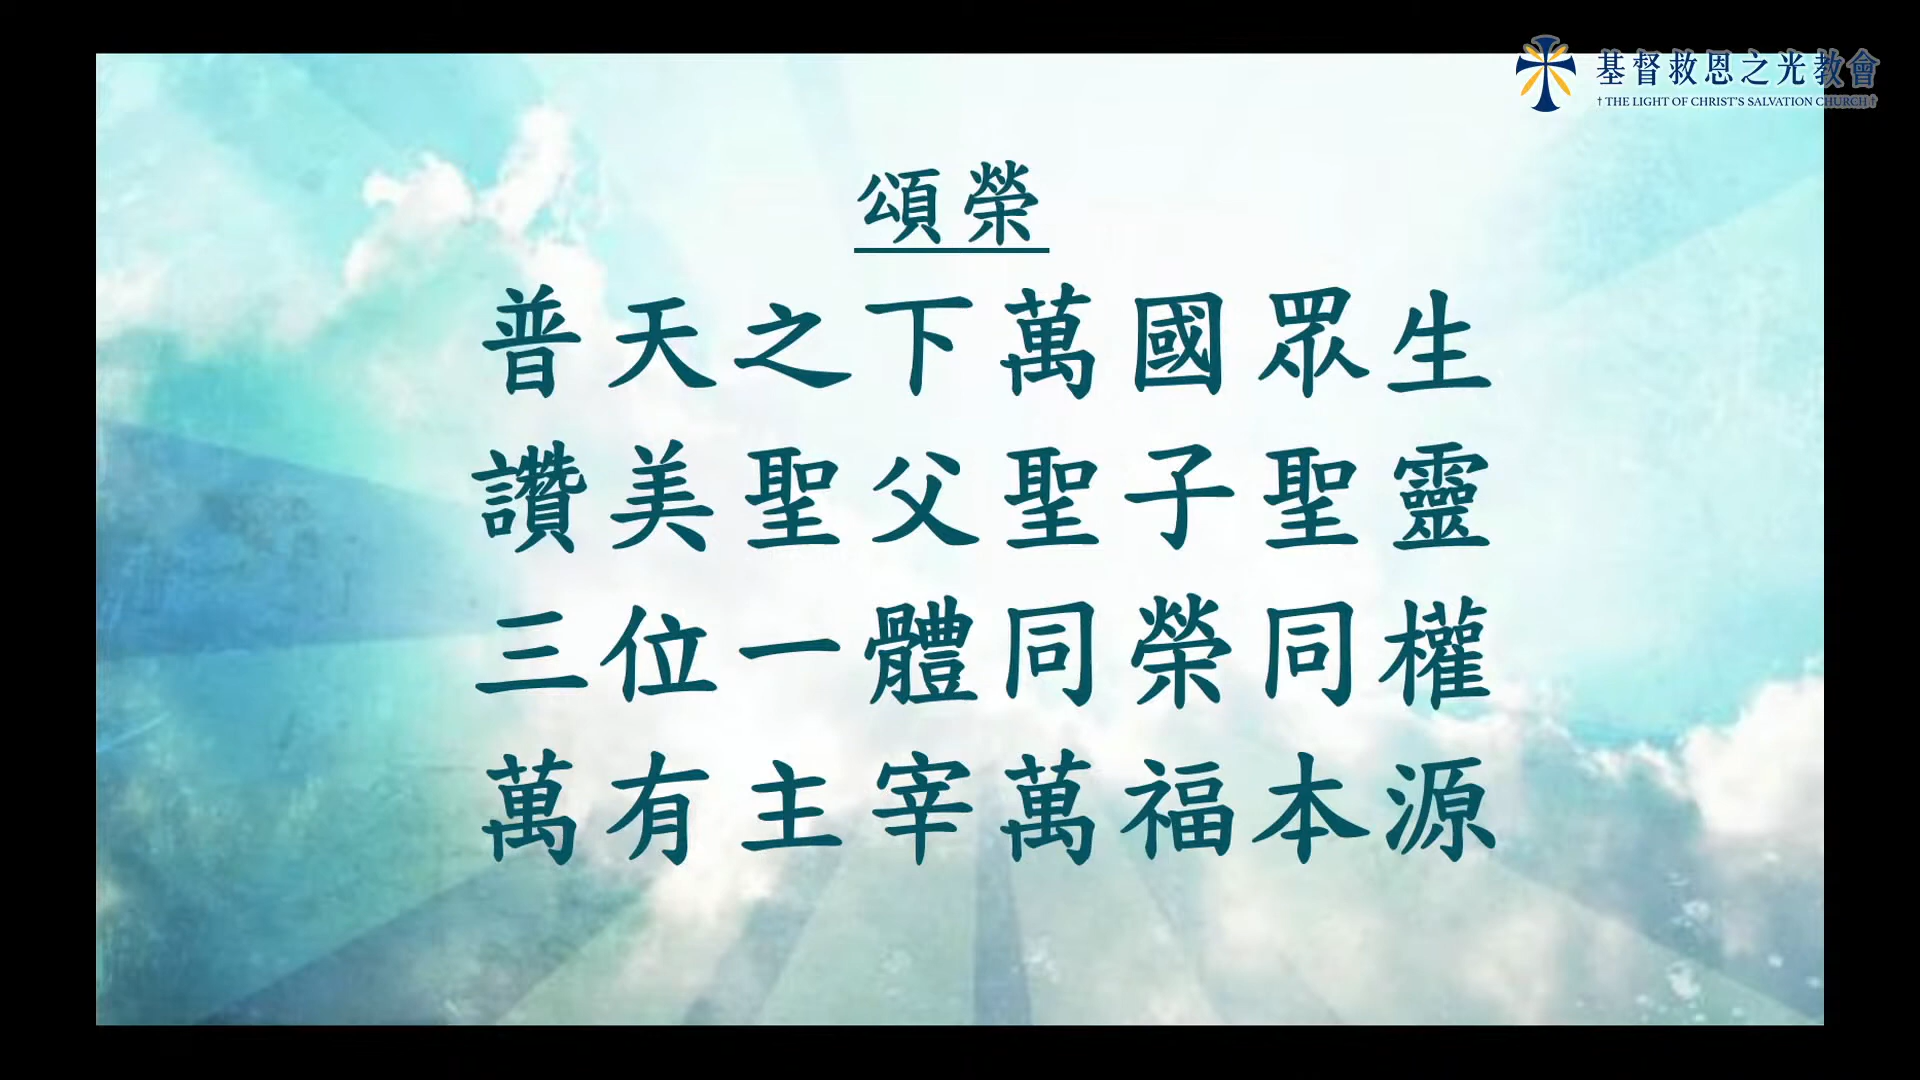 基督救恩之光教會
† THE LIGHT OF CHRIST'S SALVATION CHURCH †
頌榮
普天之下萬國眾生
讚美聖父聖子聖靈
三位一體同榮同權
萬有主宰萬福本源